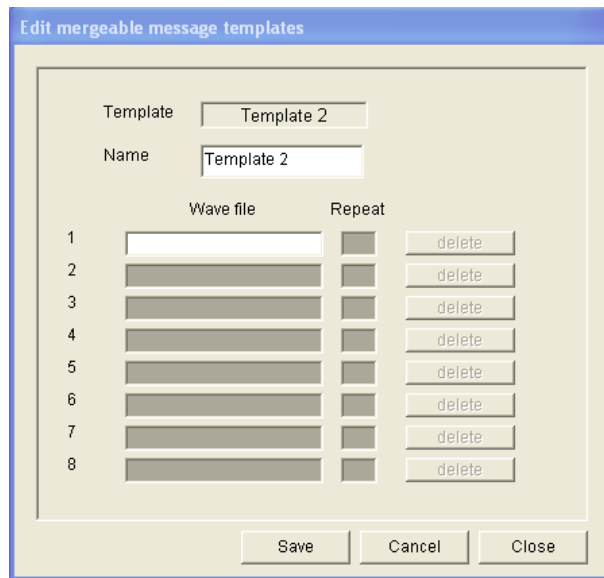 Edit mergeable message templates
Template Template 2
Name Template 2
Wave file Repeat
1 delete
2 delete
3 delete
4 delete
5 delete
6 delete
7 delete
8 delete
Save Cancel Close